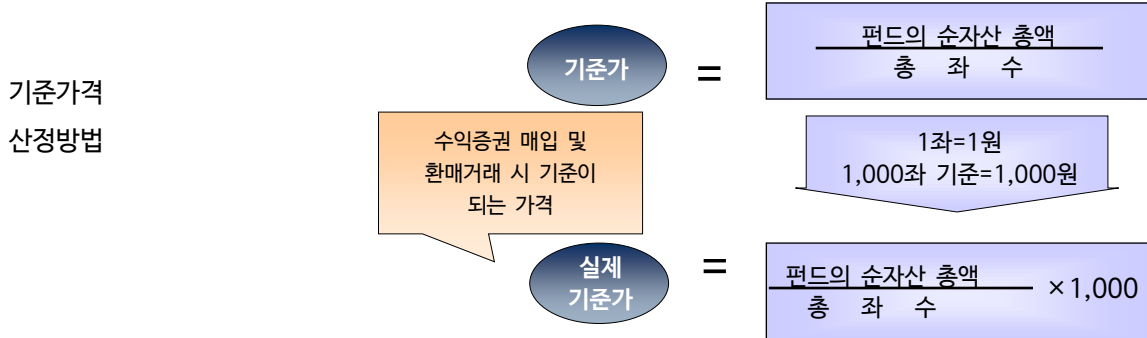 기준가격
산정방법
기준가
=
펀드의 순자산 총액
총 좌 수
수익증권 매입 및
환매거래 시 기준이
되는 가격
1좌=1원
1,000좌 기준=1,000원
실제
기준가
=
펀드의 순자산 총액
총 좌 수
×1,000